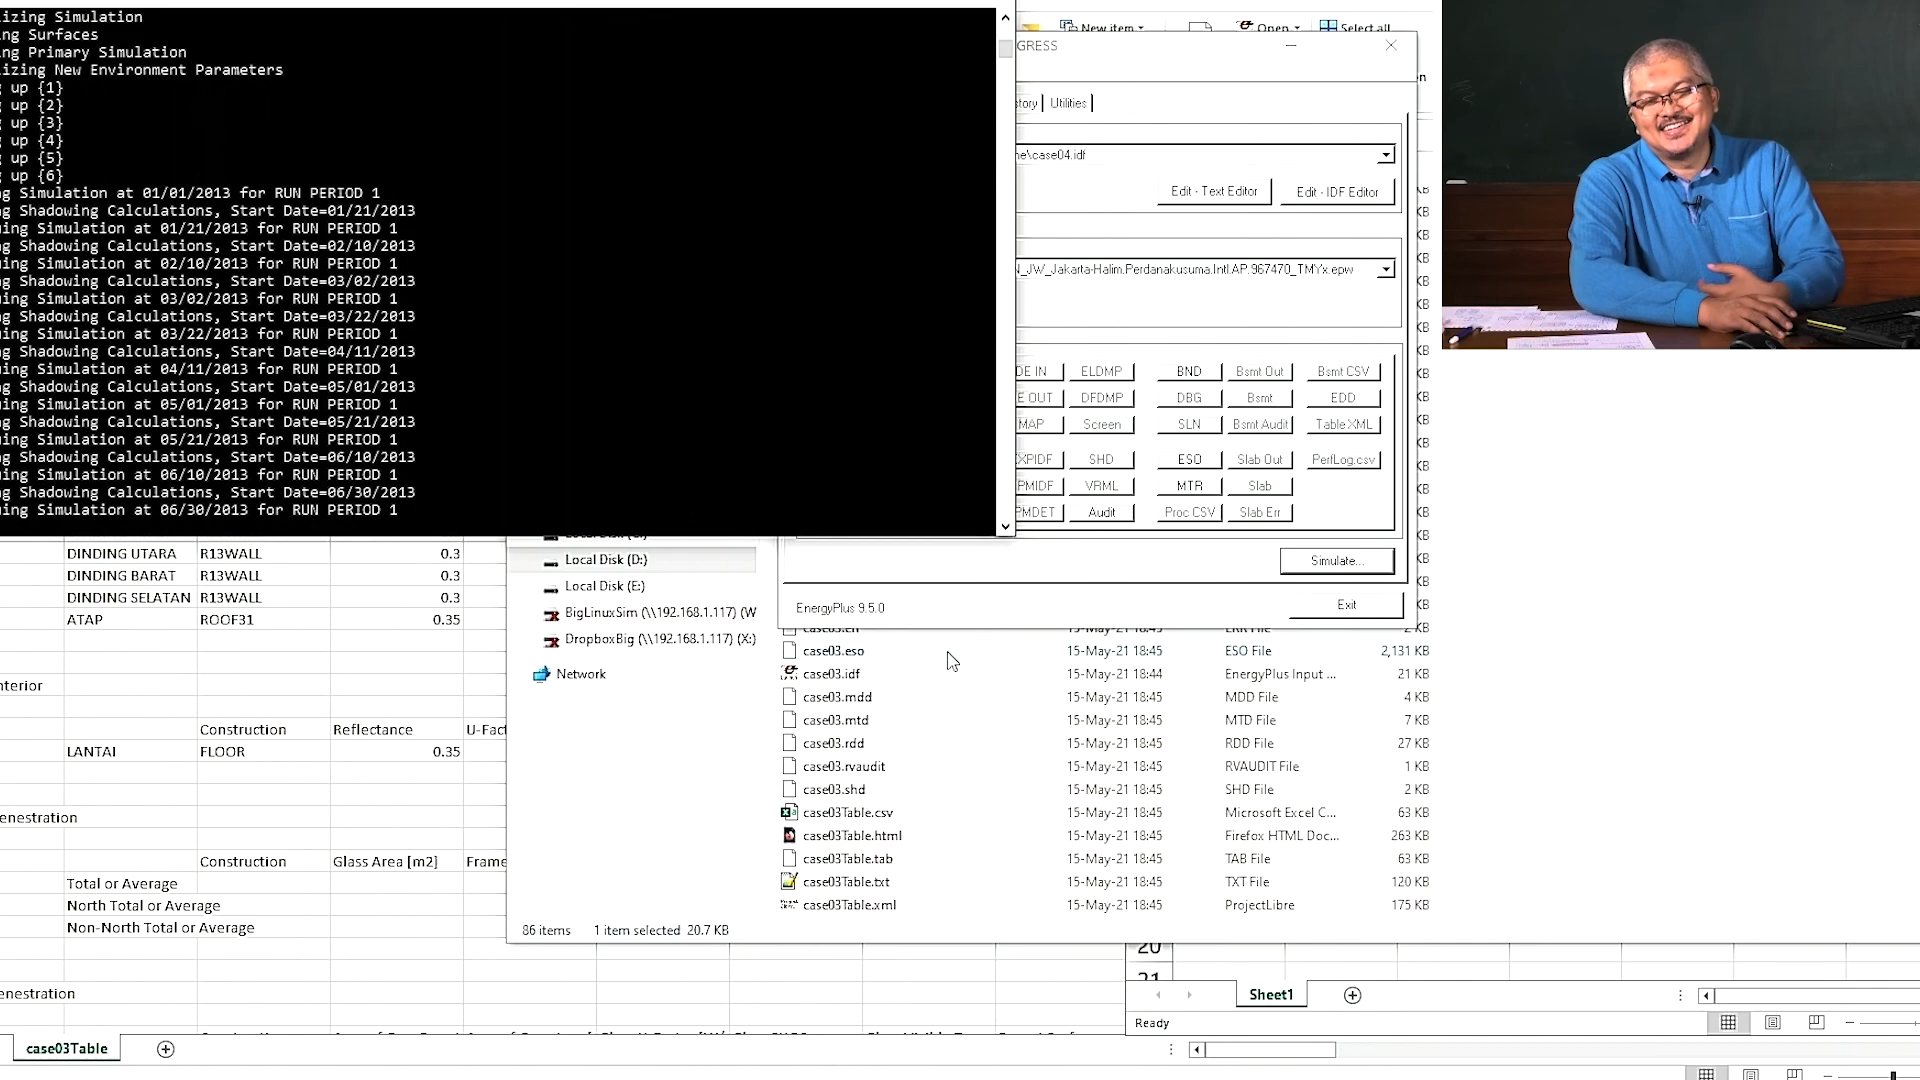 izing Simulation
ng Surfaces
ng Primary Simulation
izing New Environment Parameters
up {1}
up {2}
up {3}
up {4}
up {5}
up {6}
g Simulation at 01/01/2013 for RUN PERIOD 1
g Shadowing Calculations, Start Date=01/21/2013
ing Simulation at 01/21/2013 for RUN PERIOD 1
g Shadowing Calculations, Start Date=02/10/2013
ing Simulation at 02/10/2013 for RUN PERIOD 1
g Shadowing Calculations, Start Date=03/02/2013
ing Simulation at 03/02/2013 for RUN PERIOD 1
g Shadowing Calculations, Start Date=03/22/2013
ing Simulation at 03/22/2013 for RUN PERIOD 1
g Shadowing Calculations, Start Date=04/11/2013
ing Simulation at 04/11/2013 for RUN PERIOD 1
g Shadowing Calculations, Start Date=05/01/2013
ing Simulation at 05/01/2013 for RUN PERIOD 1
g Shadowing Calculations, Start Date=05/21/2013
ing Simulation at 05/21/2013 for RUN PERIOD 1
g Shadowing Calculations, Start Date=06/10/2013
ing Simulation at 06/10/2013 for RUN PERIOD 1
g Shadowing Calculations, Start Date=06/30/2013
ing Simulation at 06/30/2013 for RUN PERIOD 1
New item Open Select all
GRESS
story Utilities
ne\case04.idf
Edit - Text Editor Edit - IDF Editor
N_JW_Jakarta-Halim.Perdanakusuma.Intl.AP.967470_TMYx.epw
DE IN ELDMP BND Bsmt Out Bsmt CSV
E OUT DFDMP DBG Bsmt EDD
MAP Screen SLN Bsmt Audit Table XML
XPIDF SHD ESO Slab Out PerfLog.csv
PMIDF VRML MTR Slab
PMDET Audit Proc CSV Slab Err
Simulate...
EnergyPlus 9.5.0 Exit
DINDING UTARA R13WALL 0.3
DINDING BARAT R13WALL 0.3
DINDING SELATAN R13WALL 0.3
ATAP ROOF31 0.35
nterior
Construction Reflectance U-Fact
LANTAI FLOOR 0.35
enestration
Construction Glass Area [m2] Frame
Total or Average
North Total or Average
Non-North Total or Average
enestration
Local Disk (D:)
Local Disk (E:)
BigLinuxSim (\\192.168.1.117) (W
DropboxBig (\\192.168.1.117) (X:)
Network
case03.err 15-May-21 18:45 ERR File 2 KB
case03.eso 15-May-21 18:45 ESO File 2,131 KB
case03.idf 15-May-21 18:44 EnergyPlus Input ... 21 KB
case03.mdd 15-May-21 18:45 MDD File 4 KB
case03.mtd 15-May-21 18:45 MTD File 7 KB
case03.rdd 15-May-21 18:45 RDD File 27 KB
case03.rvaudit 15-May-21 18:45 RVAUDIT File 1 KB
case03.shd 15-May-21 18:45 SHD File 2 KB
case03Table.csv 15-May-21 18:45 Microsoft Excel C... 63 KB
case03Table.html 15-May-21 18:45 Firefox HTML Doc... 263 KB
case03Table.tab 15-May-21 18:45 TAB File 63 KB
case03Table.txt 15-May-21 18:45 TXT File 120 KB
case03Table.xml 15-May-21 18:45 ProjectLibre 175 KB
86 items 1 item selected 20.7 KB
20
21
Sheet1
Ready
case03Table